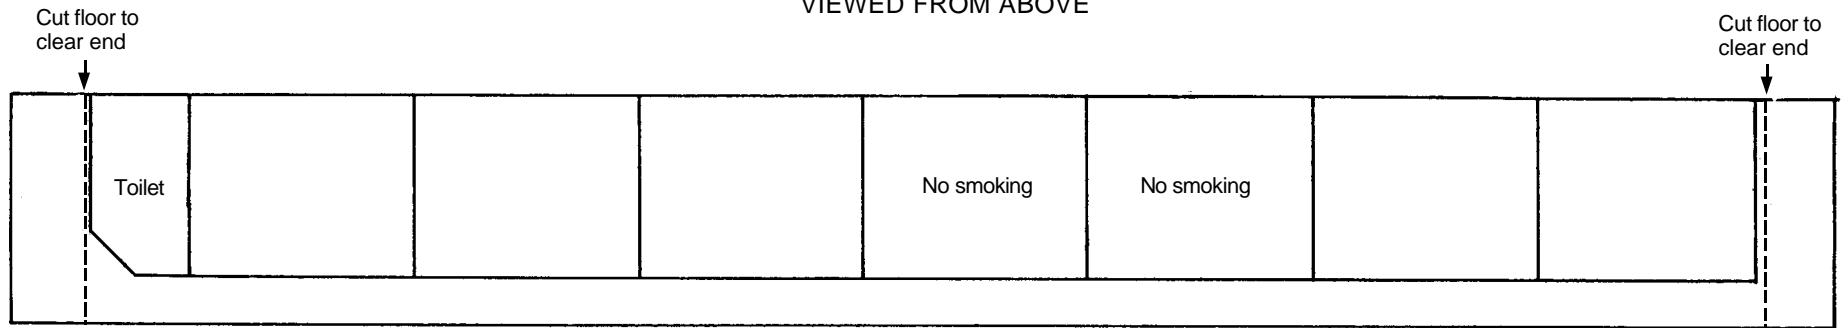 VIEWED FROM ABOVE
Cut floor to
clear end
Cut floor to
clear end
Toilet
No smoking
No smoking